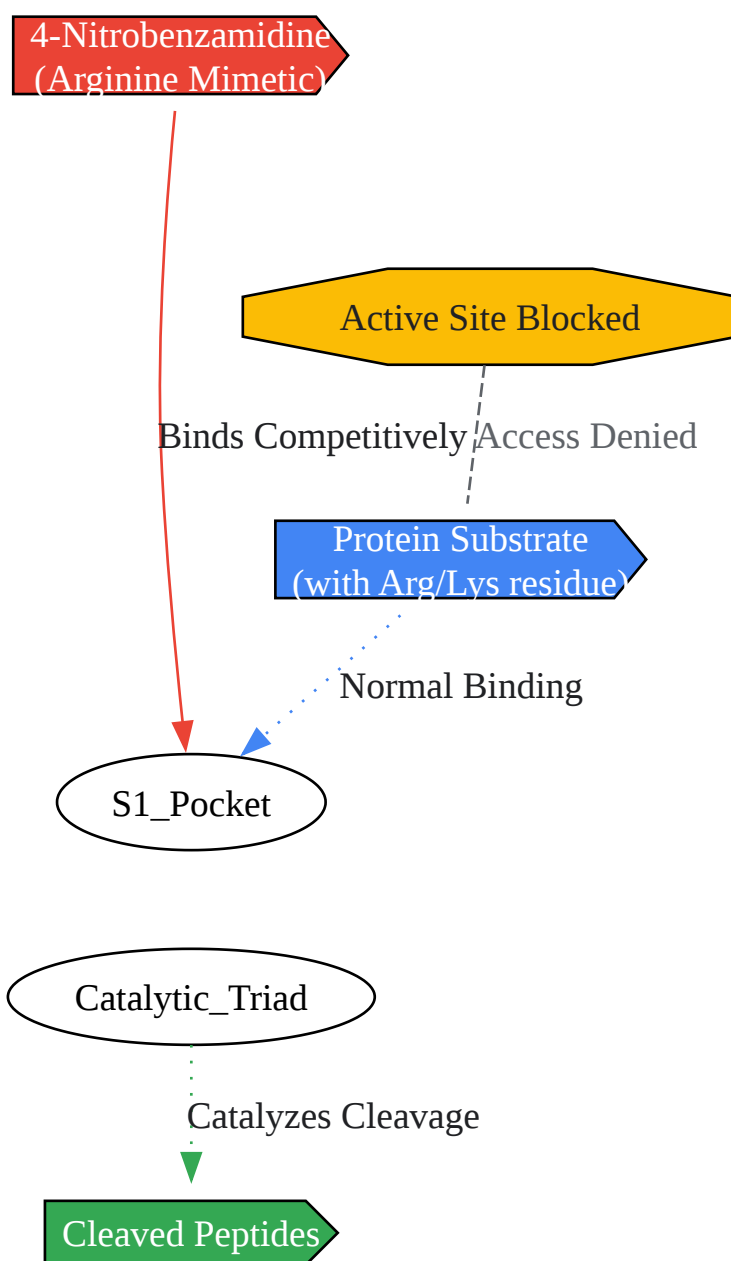 4-Nitrobenzamidine
(Arginine Mimetic)
Active Site Blocked
Binds Competitively
Access Denied
Protein Substrate
(with Arg/Lys residue)
Normal Binding
S1_Pocket
Catalytic_Triad
Catalyzes Cleavage
Cleaved Peptides